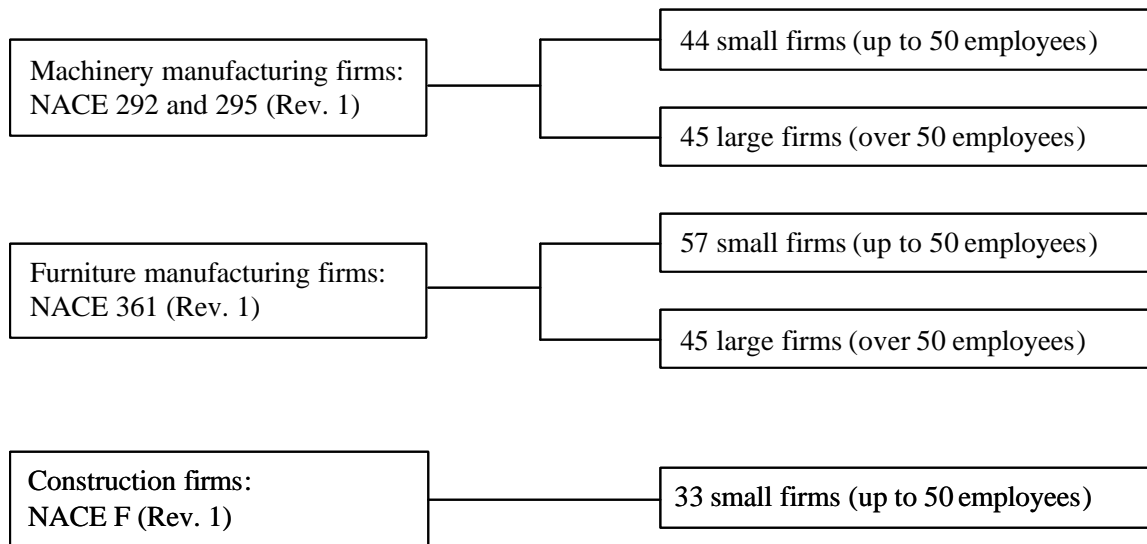 Machinery manufacturing firms:
NACE 292 and 295 (Rev. 1)
44 small firms (up to 50 employees)
45 large firms (over 50 employees)
Furniture manufacturing firms:
NACE 361 (Rev. 1)
57 small firms (up to 50 employees)
45 large firms (over 50 employees)
Construction firms:
NACE F (Rev. 1)
33 small firms (up to 50 employees)